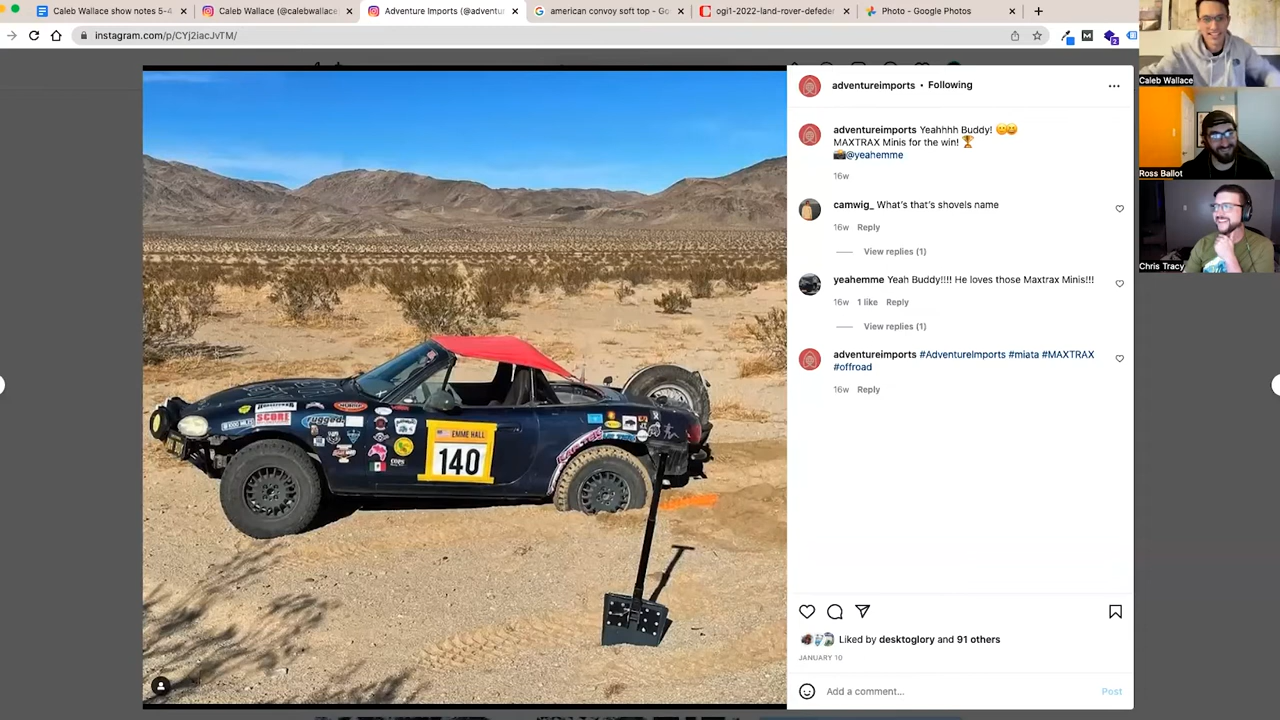 Caleb Wallace show notes 5-4
Caleb Wallace (@calebwallace
Adventure Imports (@adventu
american convoy soft top - Go
ogi1-2022-land-rover-defeder
Photo - Google Photos
instagram.com/p/CYj2iacJvTM/
2
adventureimports • Following
adventureimports Yeahhhh Buddy! 😋😋
MAXTRAX Minis for the win! 🏆
📸@yeahemme
16w
camwig_ What's that's shovels name
16w Reply
View replies (1)
yeahemme Yeah Buddy!!!! He loves those Maxtrax Minis!!!
16w 1 like Reply
View replies (1)
adventureimports #AdventureImports #miata #MAXTRAX
#offroad
16w Reply
Liked by desktoglory and 91 others
JANUARY 10
Add a comment...
Post
Caleb Wallace
Ross Ballot
Chris Tracy
SCORE
rugged
EMME HALL
140